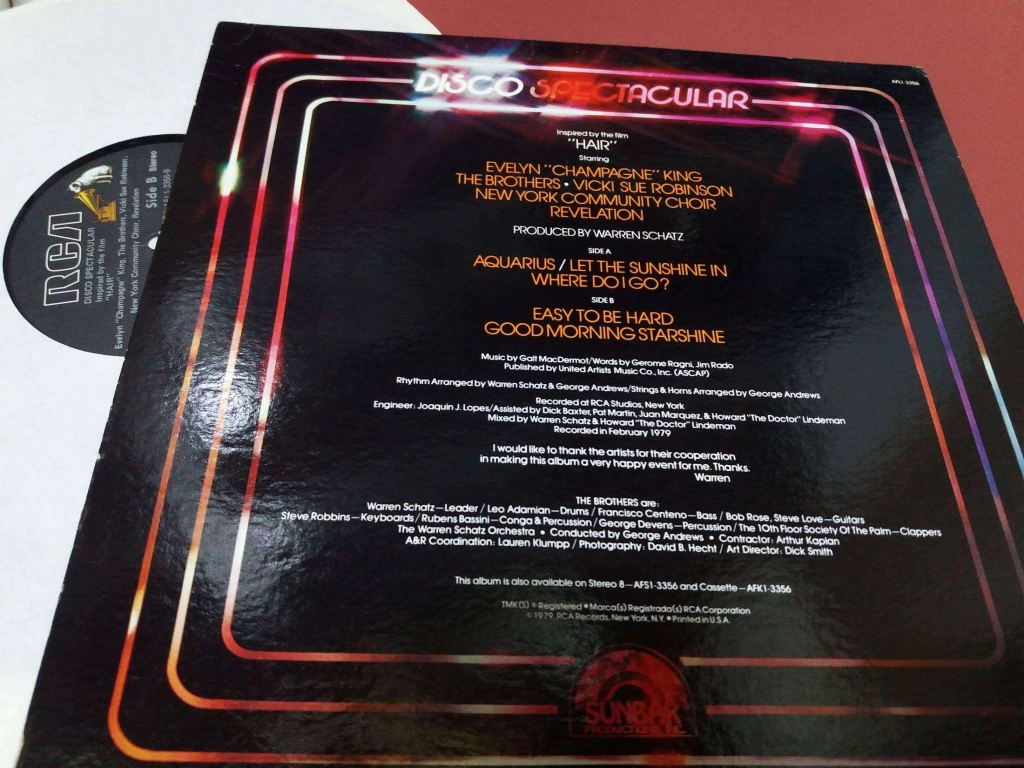 AFL1-3356
DISCO SPECTACULAR
Inspired by the film
"HAIR"
Starring
EVELYN "CHAMPAGNE" KING
THE BROTHERS • VICKI SUE ROBINSON
NEW YORK COMMUNITY CHOIR
REVELATION
PRODUCED BY WARREN SCHATZ
SIDE A
AQUARIUS / LET THE SUNSHINE IN
WHERE DO I GO?
SIDE B
EASY TO BE HARD
GOOD MORNING STARSHINE
Music by Galt MacDermot/Words by Gerome Ragni, Jim Rado
Published by United Artists Music Co., Inc. (ASCAP)
Rhythm Arranged by Warren Schatz & George Andrews/Strings & Horns Arranged by George Andrews
Recorded at RCA Studios, New York
Engineer: Joaquin J. Lopes/Assisted by Dick Baxter, Pat Martin, Juan Marquez, & Howard "The Doctor" Lindeman
Mixed by Warren Schatz & Howard "The Doctor" Lindeman
Recorded in February 1979
I would like to thank the artists for their cooperation
in making this album a very happy event for me. Thanks.
Warren
THE BROTHERS are:
Warren Schatz—Leader / Leo Adamian—Drums / Francisco Centeno—Bass / Bob Rose, Steve Love—Guitars
Steve Robbins—Keyboards / Rubens Bassini—Conga & Percussion / George Devens—Percussion / The 10th Floor Society Of The Palm—Clappers
The Warren Schatz Orchestra • Conducted by George Andrews • Contractor: Arthur Kaplan
A&R Coordination: Lauren Klumpp / Photography: David B. Hecht / Art Director: Dick Smith
This album is also available on Stereo 8—AFS1-3356 and Cassette—AFK1-3356
TMK(S) ® Registered • Marca(s) Registrada(s) RCA Corporation
© 1979, RCA Records, New York, N.Y. • Printed in U.S.A.
SUNBAR
PRODUCTIONS, INC.
RCA
DISCO SPECTACULAR
Inspired by the film
"HAIR"
Evelyn "Champagne" King, The Brothers, Vicki Sue Robinson,
New York Community Choir, Revelation
Side B Stereo